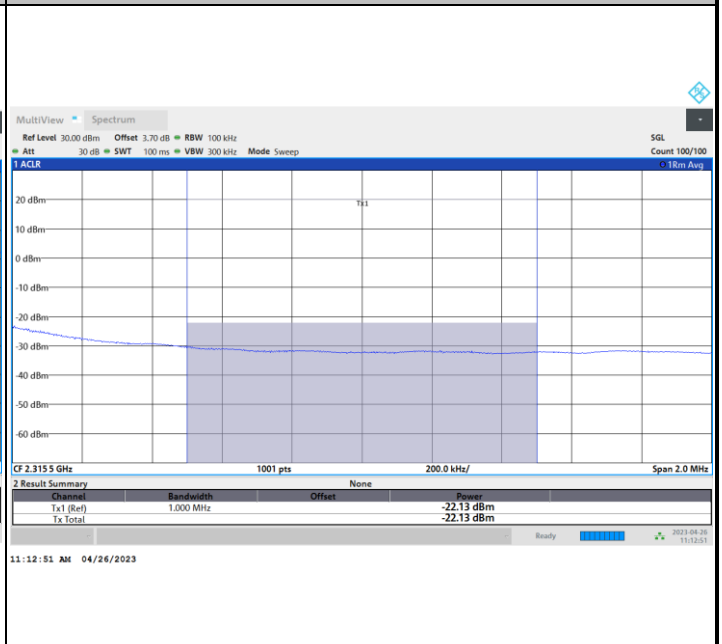 MultiView Spectrum
Ref Level 30.00 dBm Offset 3.70 dB RBW 100 kHz SGL
Att 30 dB SWT 100 ms VBW 300 kHz Mode Sweep Count 100/100
1 ACLR 1Rm Avg
20 dBm
Tx1
10 dBm
0 dBm
-10 dBm
-20 dBm
-30 dBm
-40 dBm
-50 dBm
-60 dBm
CF 2.3155 GHz 1001 pts 200.0 kHz/ Span 2.0 MHz
2 Result Summary None
Channel Bandwidth Offset Power
Tx1 (Ref) 1.000 MHz -22.13 dBm
Tx Total -22.13 dBm
Ready 2023-04-26
11:12:51
11:12:51 AM 04/26/2023